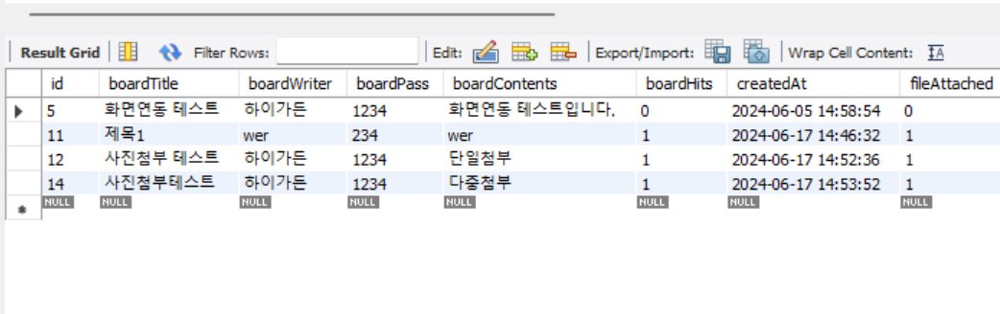 Result Grid Filter Rows: Edit: Export/Import: Wrap Cell Content: IA
id boardTitle boardWriter boardPass boardContents boardHits createdAt fileAttached
5 화면연동 테스트 하이가든 1234 화면연동 테스트입니다. 0 2024-06-05 14:58:54 0
11 제목1 wer 234 wer 1 2024-06-17 14:46:32 1
12 사진첨부 테스트 하이가든 1234 단일첨부 1 2024-06-17 14:52:36 1
14 사진첨부테스트 하이가든 1234 다중첨부 1 2024-06-17 14:53:52 1
NULL NULL NULL NULL NULL NULL NULL NULL